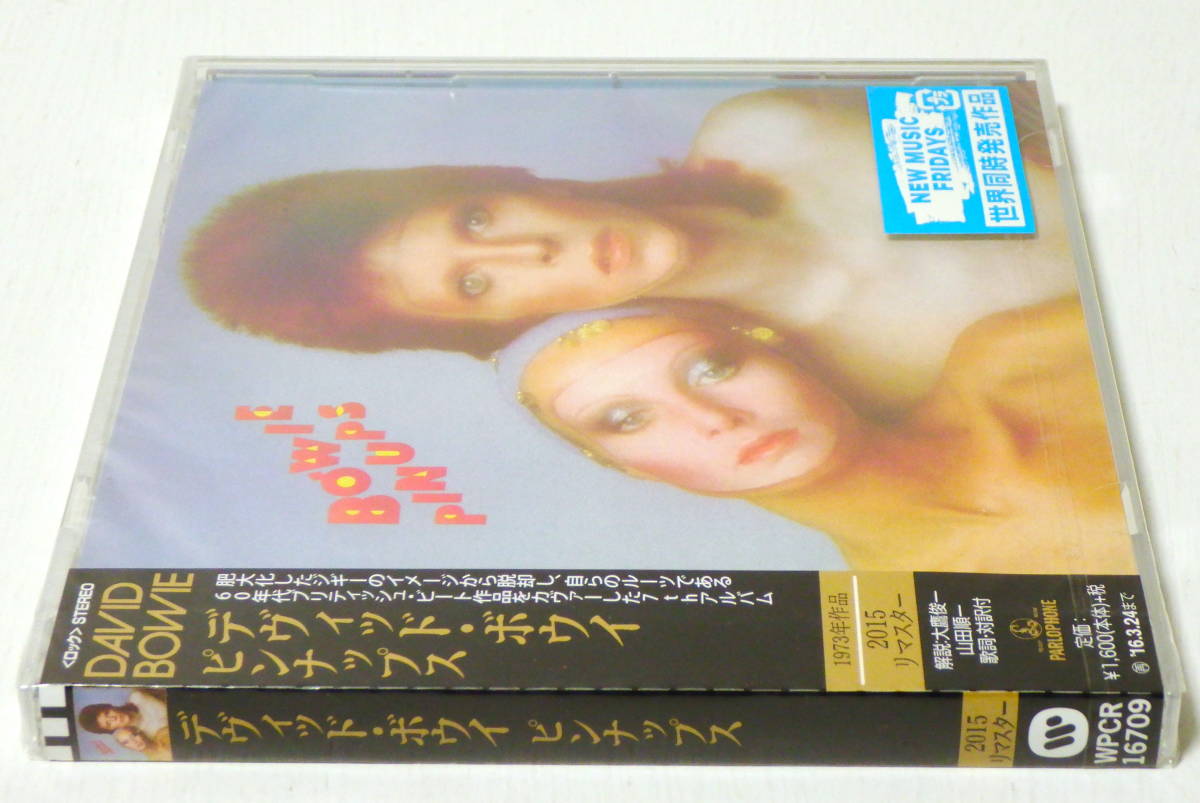 BOWIE
PINUPS
NEW MUSIC
FRIDAYS
世界同時発売作品
〈ロック〉 STEREO
DAVID
BOWIE
肥大化したジギーのイメージから脱却し、自らのルーツである
60年代ブリティッシュ・ビート作品をカヴァーした7thアルバム
デヴィッド・ボウイ
ピンナップス
1973年作品
2015
リマスター
解説:大鷹俊一
山田順一
歌詞・対訳付
PARLOPHONE
定価:
¥1,600(本体)+税
再 '16.3.24まで
デヴィッド・ボウイ ピンナップス
2015
リマスター
WPCR
16709